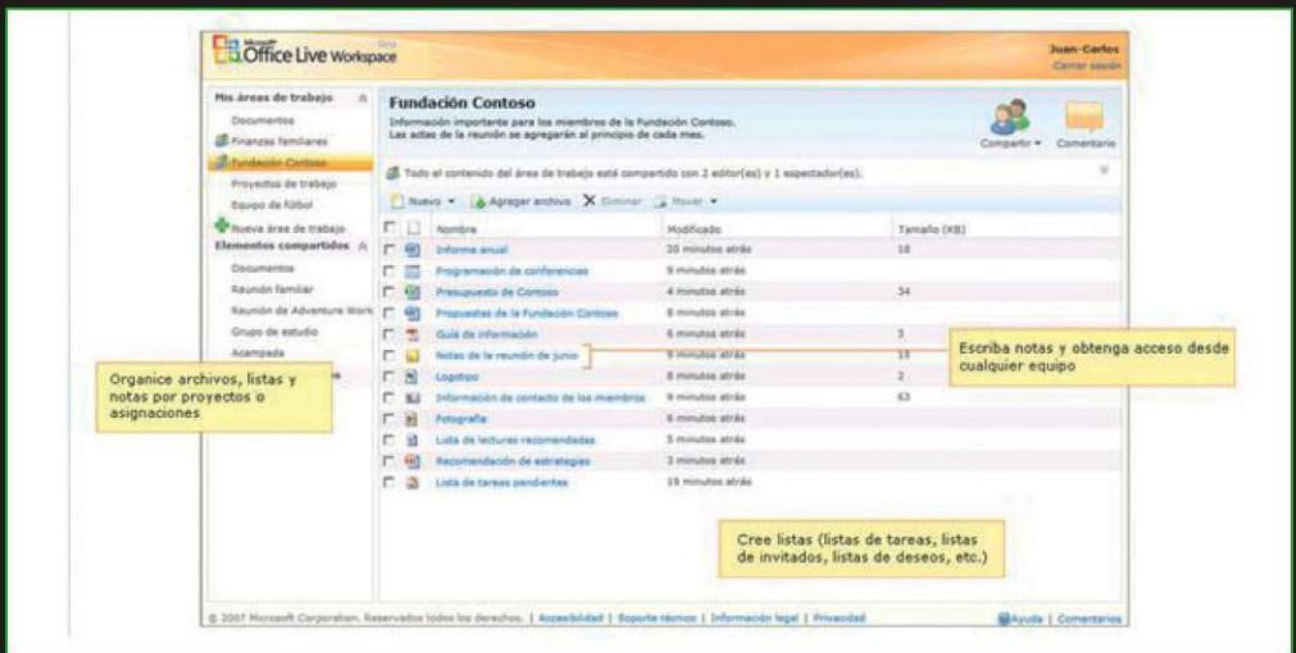 Microsoft
Office Live Workspace Beta
Juan-Carlos
Cerrar sesión
Mis áreas de trabajo
Documentos
Finanzas familiares
Fundación Contoso
Proyectos de trabajo
Equipo de fútbol
Nueva área de trabajo
Elementos compartidos
Documentos
Reunión familiar
Reunión de Adventure Work
Grupo de estudio
Acampada
Organice archivos, listas y
notas por proyectos o
asignaciones
Fundación Contoso
Información importante para los miembros de la Fundación Contoso.
Las actas de la reunión se agregarán al principio de cada mes.
Compartir
Comentario
Todo el contenido del área de trabajo está compartido con 2 editor(es) y 1 espectador(es).
Nuevo Agregar archivo Eliminar Mover
Nombre Modificado Tamaño (KB)
Informe anual 20 minutos atrás 18
Programación de conferencias 9 minutos atrás
Presupuesto de Contoso 4 minutos atrás 34
Propuestas de la Fundación Contoso 8 minutos atrás
Guía de información 6 minutos atrás 3
Notas de la reunión de junio 9 minutos atrás 18
Logotipo 8 minutos atrás 2
Información de contacto de los miembros 9 minutos atrás 63
Fotografía 6 minutos atrás
Lista de lecturas recomendadas 5 minutos atrás
Recomendación de estrategias 3 minutos atrás
Lista de tareas pendientes 19 minutos atrás
Escriba notas y obtenga acceso desde
cualquier equipo
Cree listas (listas de tareas, listas
de invitados, listas de deseos, etc.)
© 2007 Microsoft Corporation. Reservados todos los derechos. | Accesibilidad | Soporte técnico | Información legal | Privacidad
Ayuda | Comentarios